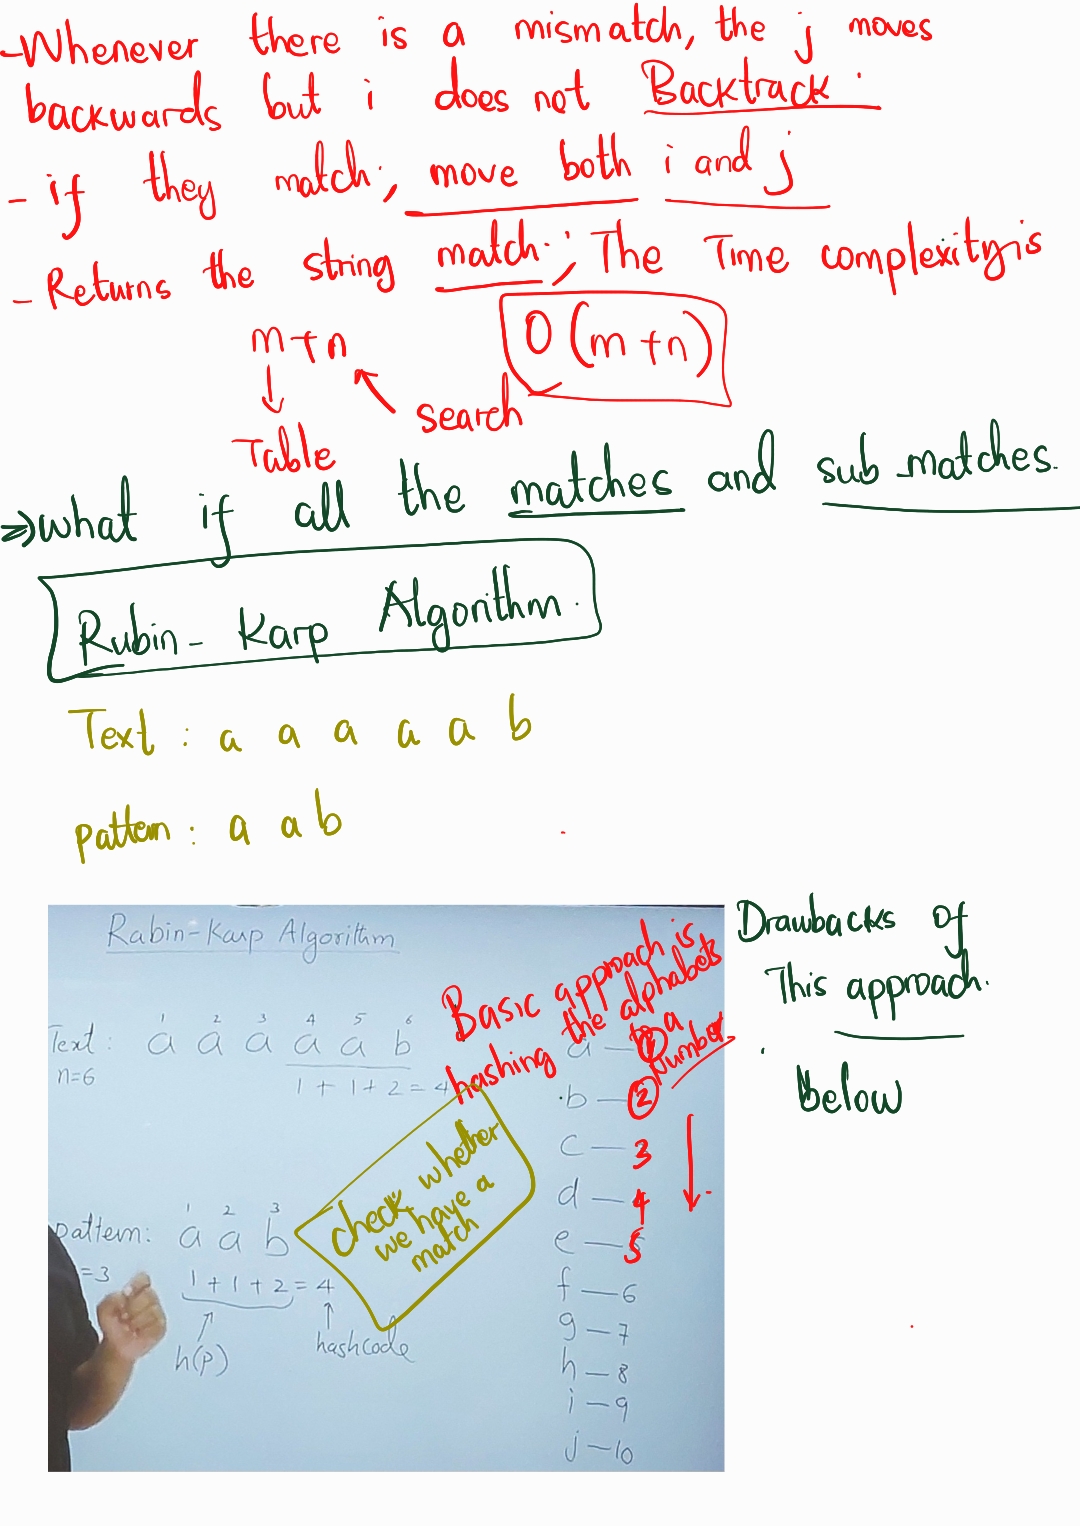 - Whenever there is a mismatch, the j moves
backwards but i does not Backtrack.
- if they match; move both i and j
- Returns the string match; The Time complexity is
m+n O(m+n)
search
Table
⇒ what if all the matches and sub matches.
Rubin - Karp Algorithm.
Text : a a a a a b
pattern : a a b
Rabin-Karp Algorithm
Basic approach is
hashing the alphabets
to a
Number
Drawbacks of
This approach.
below
1 2 3 4 5 6
Text : a a a a a b
n=6
1 + 1 + 2 = 4
a — 1
b — 2
c — 3
d — 4
e — 5
f — 6
g — 7
h — 8
i — 9
j — 10
check whether
we have a
match
1 2 3
pattern: a a b
=3
1 + 1 + 2 = 4
h(p)
hashcode